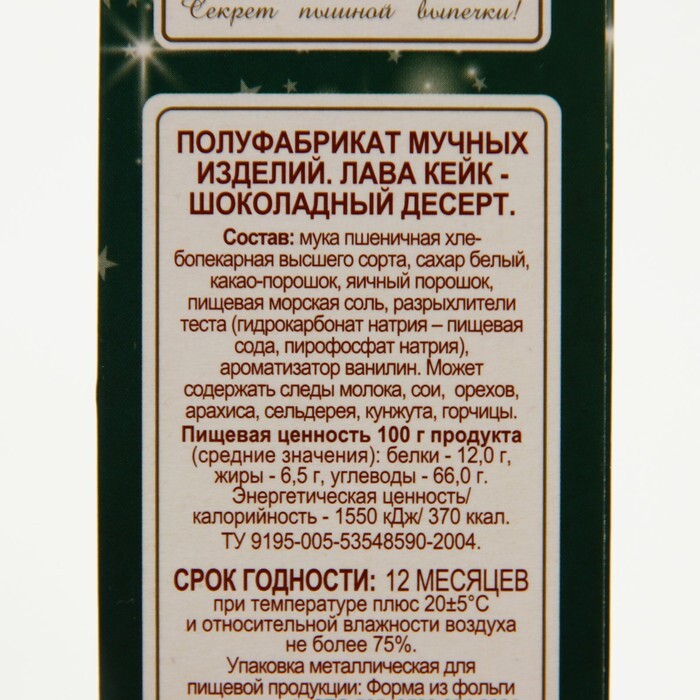 Секрет пышной выпечки!
ПОЛУФАБРИКАТ МУЧНЫХ
ИЗДЕЛИЙ. ЛАВА КЕЙК -
ШОКОЛАДНЫЙ ДЕСЕРТ.
Состав: мука пшеничная хле-
бопекарная высшего сорта, сахар белый,
какао-порошок, яичный порошок,
пищевая морская соль, разрыхлители
теста (гидрокарбонат натрия – пищевая
сода, пирофосфат натрия),
ароматизатор ванилин. Может
содержать следы молока, сои, орехов,
арахиса, сельдерея, кунжута, горчицы.
Пищевая ценность 100 г продукта
(средние значения): белки - 12,0 г,
жиры - 6,5 г, углеводы - 66,0 г.
Энергетическая ценность/
калорийность - 1550 кДж/ 370 ккал.
ТУ 9195-005-53548590-2004.
СРОК ГОДНОСТИ: 12 МЕСЯЦЕВ
при температуре плюс 20±5°С
и относительной влажности воздуха
не более 75%.
Упаковка металлическая для
пищевой продукции: Форма из фольги